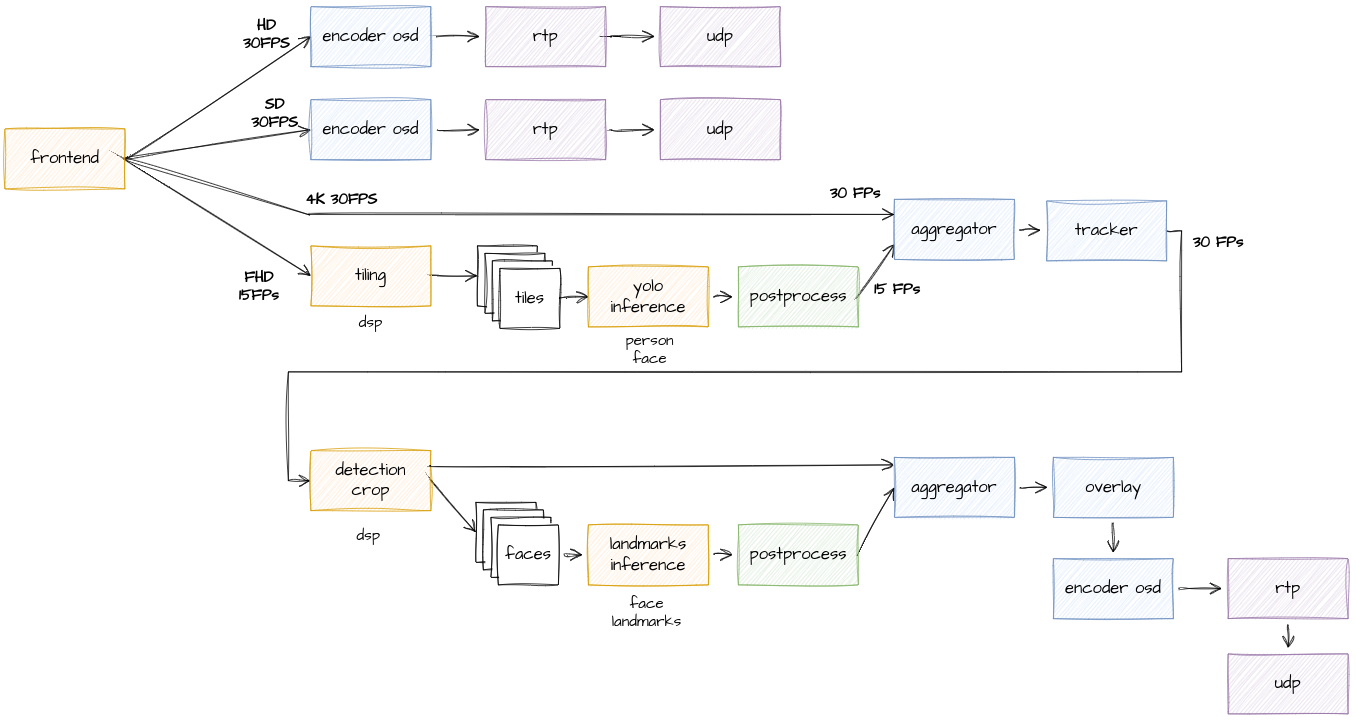 HD
30FPS
encoder osd
rtp
udp
SD
30FPS
encoder osd
rtp
udp
frontend
4K 30FPS
30 FPs
aggregator
tracker
30 FPs
FHD
15FPs
tiling
dsp
tiles
yolo
inference
person
face
postprocess
15 FPs
detection
crop
dsp
faces
landmarks
inference
face
landmarks
postprocess
aggregator
overlay
encoder osd
rtp
udp